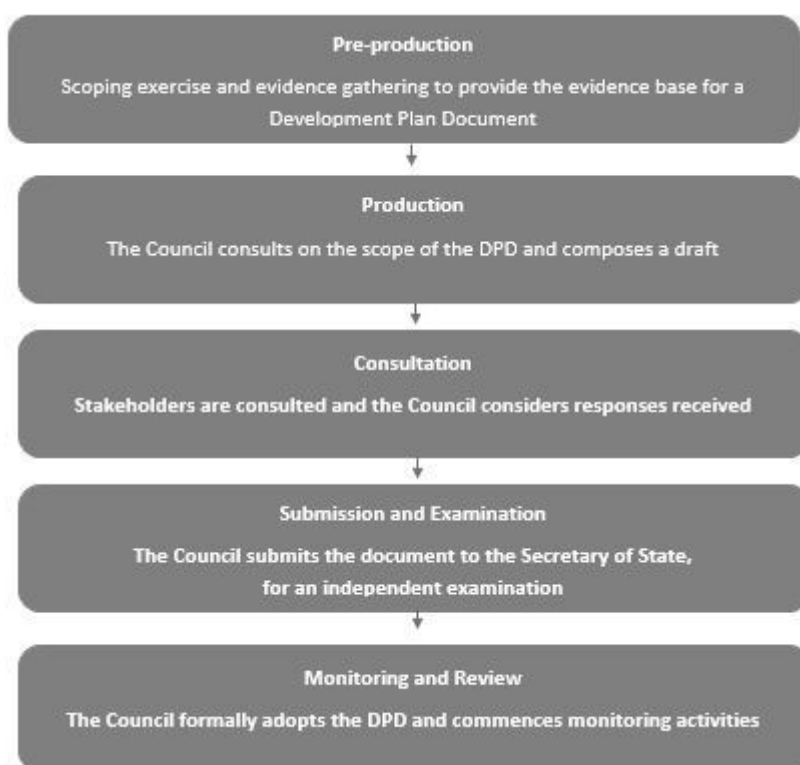 Pre-production
Scoping exercise and evidence gathering to provide the evidence base for a
Development Plan Document
Production
The Council consults on the scope of the DPD and composes a draft
Consultation
Stakeholders are consulted and the Council considers responses received
Submission and Examination
The Council submits the document to the Secretary of State,
for an independent examination
Monitoring and Review
The Council formally adopts the DPD and commences monitoring activities